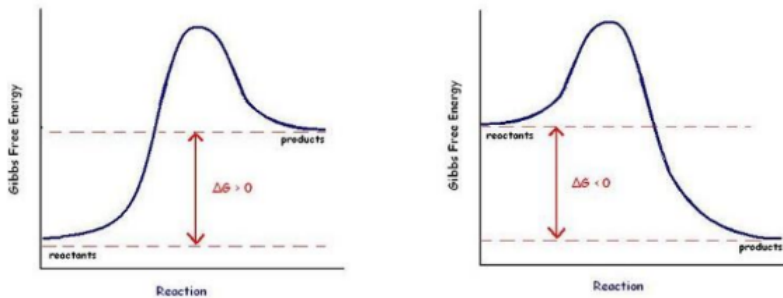 Gibbs Free Energy
products
ΔG > 0
reactants
Reaction
Gibbs Free Energy
reactants
ΔG < 0
products
Reaction